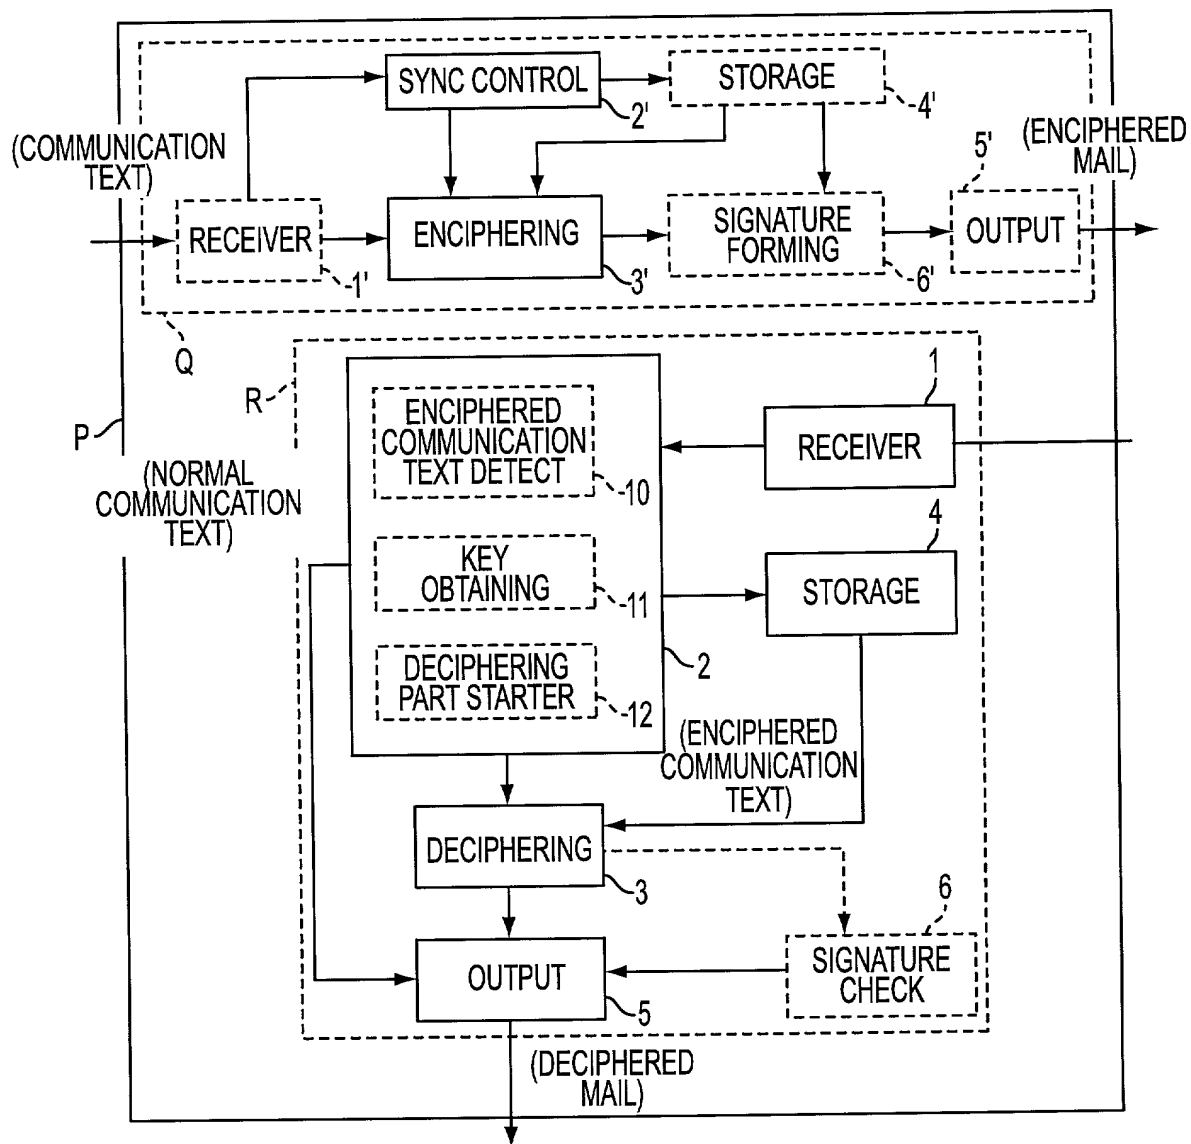 SYNC CONTROL
2'
STORAGE
4'
(COMMUNICATION
TEXT)
(ENCIPHERED
MAIL)
5'
RECEIVER
1'
ENCIPHERING
3'
SIGNATURE
FORMING
6'
OUTPUT
Q
R
P
(NORMAL
COMMUNICATION
TEXT)
ENCIPHERED
COMMUNICATION
TEXT DETECT
10
1
RECEIVER
KEY
OBTAINING
11
4
STORAGE
DECIPHERING
PART STARTER
12
2
(ENCIPHERED
COMMUNICATION
TEXT)
DECIPHERING
3
6
SIGNATURE
CHECK
OUTPUT
5
(DECIPHERED
MAIL)